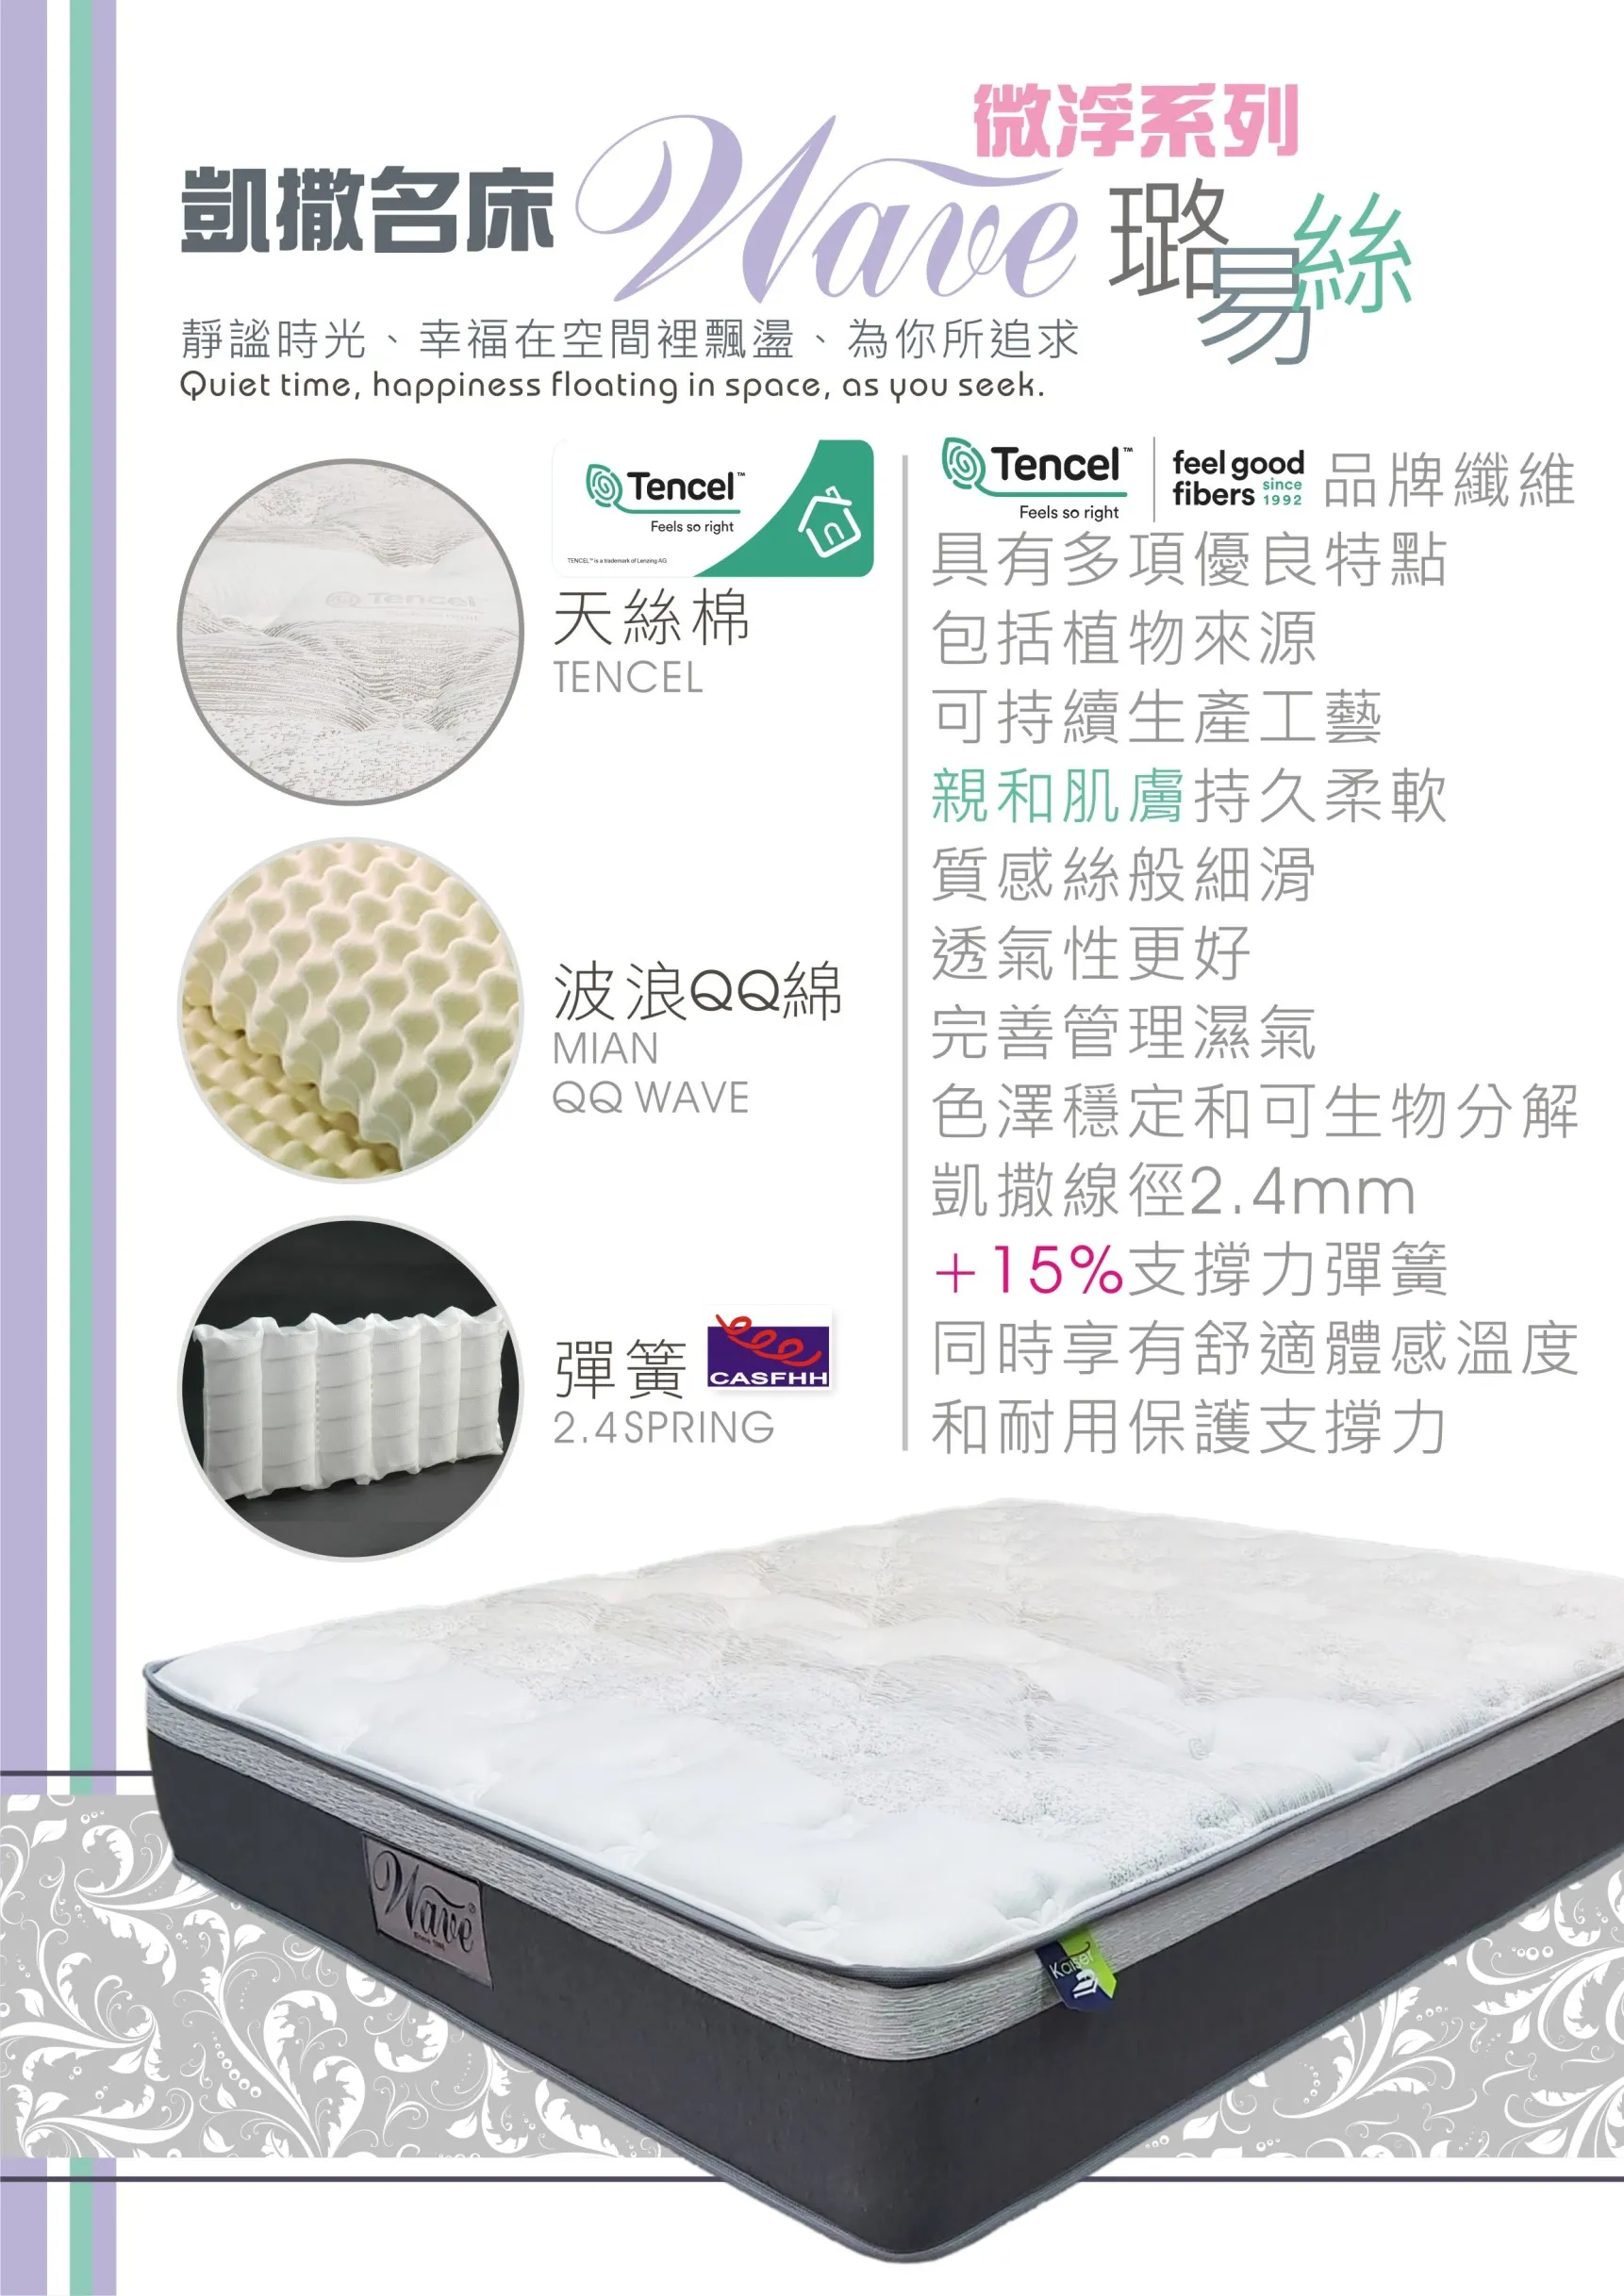 微浮系列
凱撒名床 Wave 璐易絲
靜謐時光、幸福在空間裡飄盪、為你所追求
Quiet time, happiness floating in space, as you seek.
Tencel™
Feels so right
TENCEL™ is a trademark of Lenzing AG
天絲棉
TENCEL
Tencel
波浪QQ綿
MIAN
QQ WAVE
彈簧 CASFHH
2.4SPRING
Tencel™ feel good fibers since 1992 品牌纖維
Feels so right
具有多項優良特點
包括植物來源
可持續生產工藝
親和肌膚持久柔軟
質感絲般細滑
透氣性更好
完善管理濕氣
色澤穩定和可生物分解
凱撒線徑2.4mm
+15%支撐力彈簧
同時享有舒適體感溫度
和耐用保護支撐力
Wave®
Kaiser